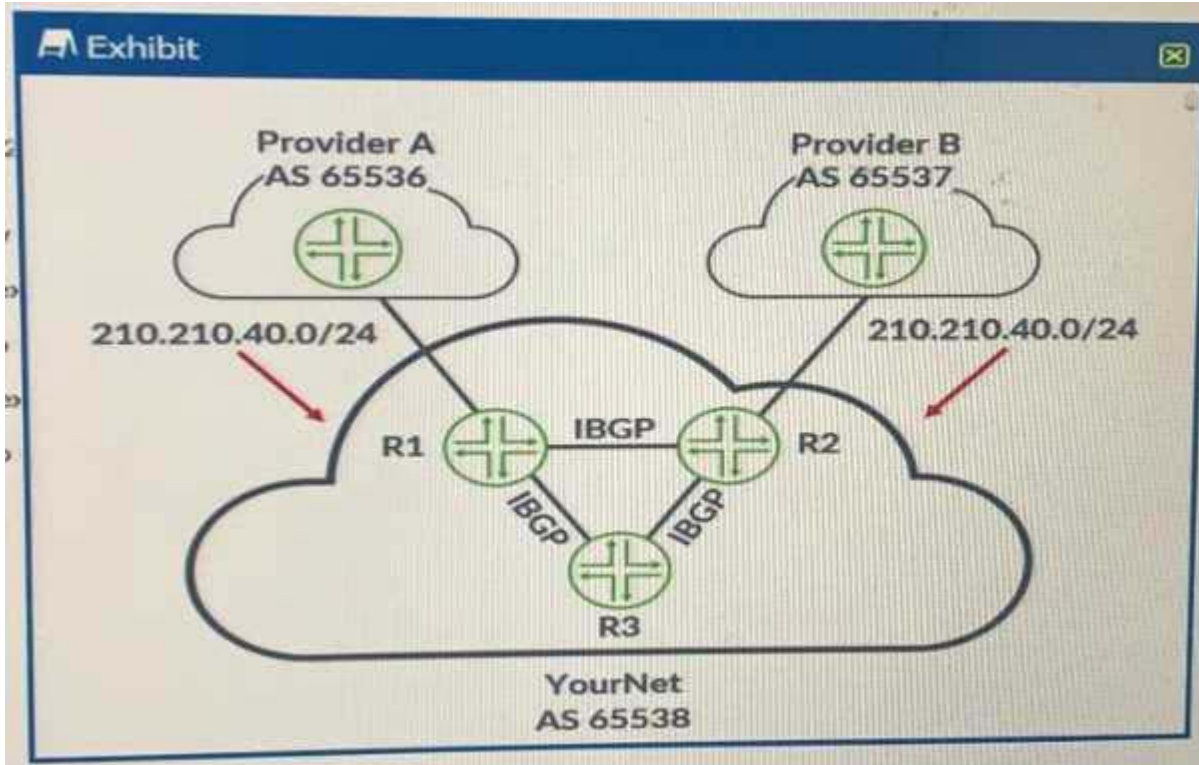 Exhibit
Provider A
AS 65536
Provider B
AS 65537
210.210.40.0/24
210.210.40.0/24
R1
IBGP
R2
IBGP
IBGP
R3
YourNet
AS 65538